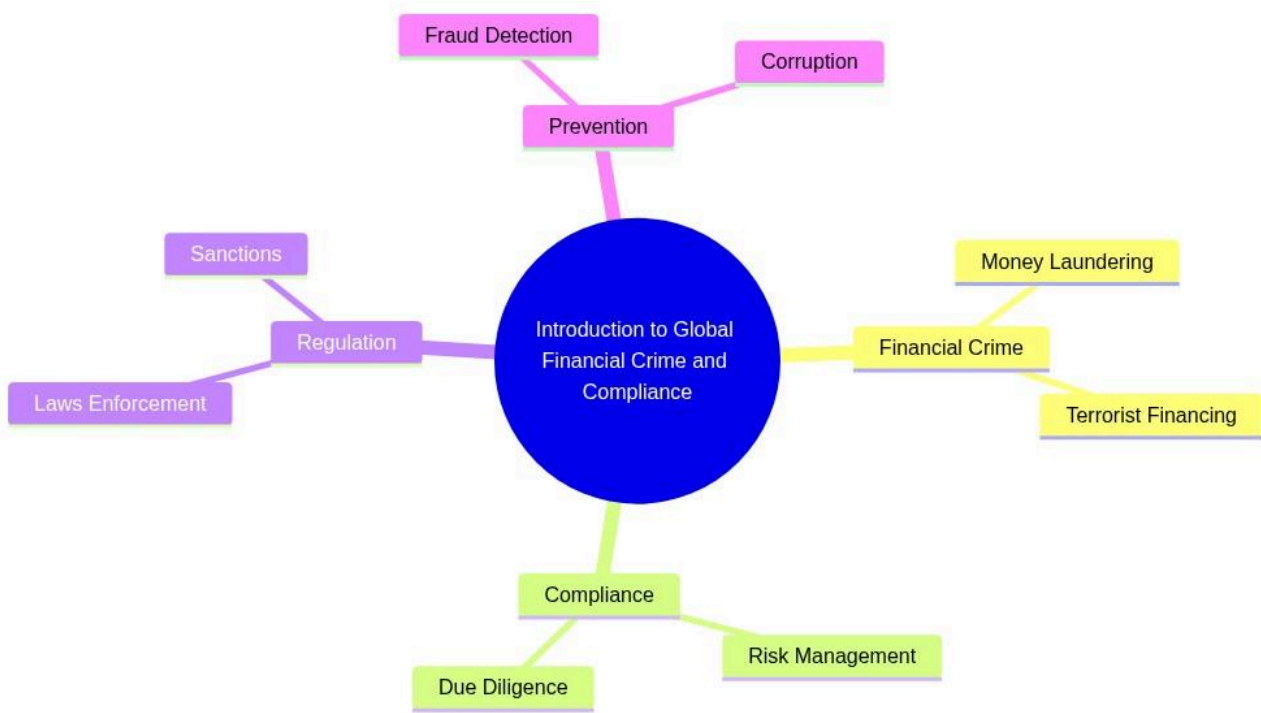 Fraud Detection
Corruption
Prevention
Sanctions
Money Laundering
Introduction to Global
Financial Crime and
Compliance
Regulation
Financial Crime
Laws Enforcement
Terrorist Financing
Compliance
Risk Management
Due Diligence